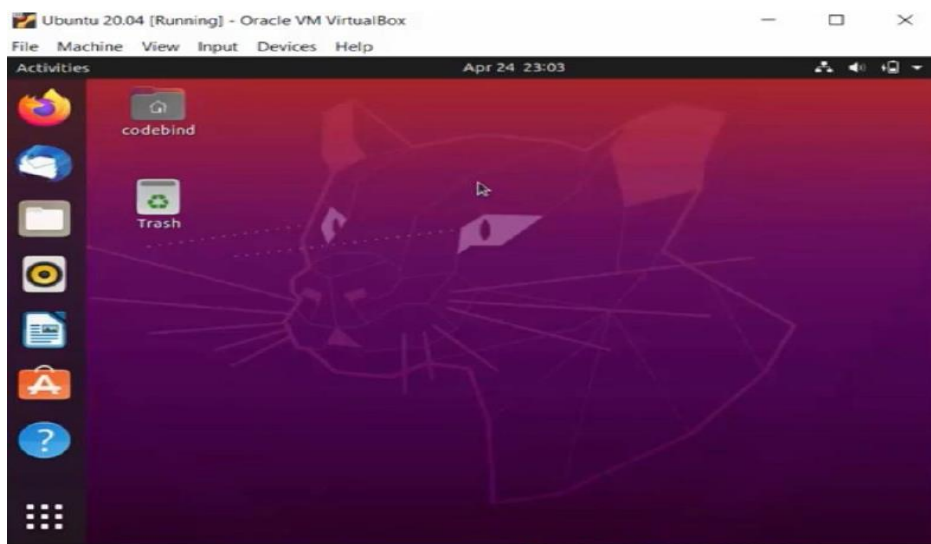 Ubuntu 20.04 [Running] - Oracle VM VirtualBox
File Machine View Input Devices Help
Activities Apr 24 23:03
codebind
Trash